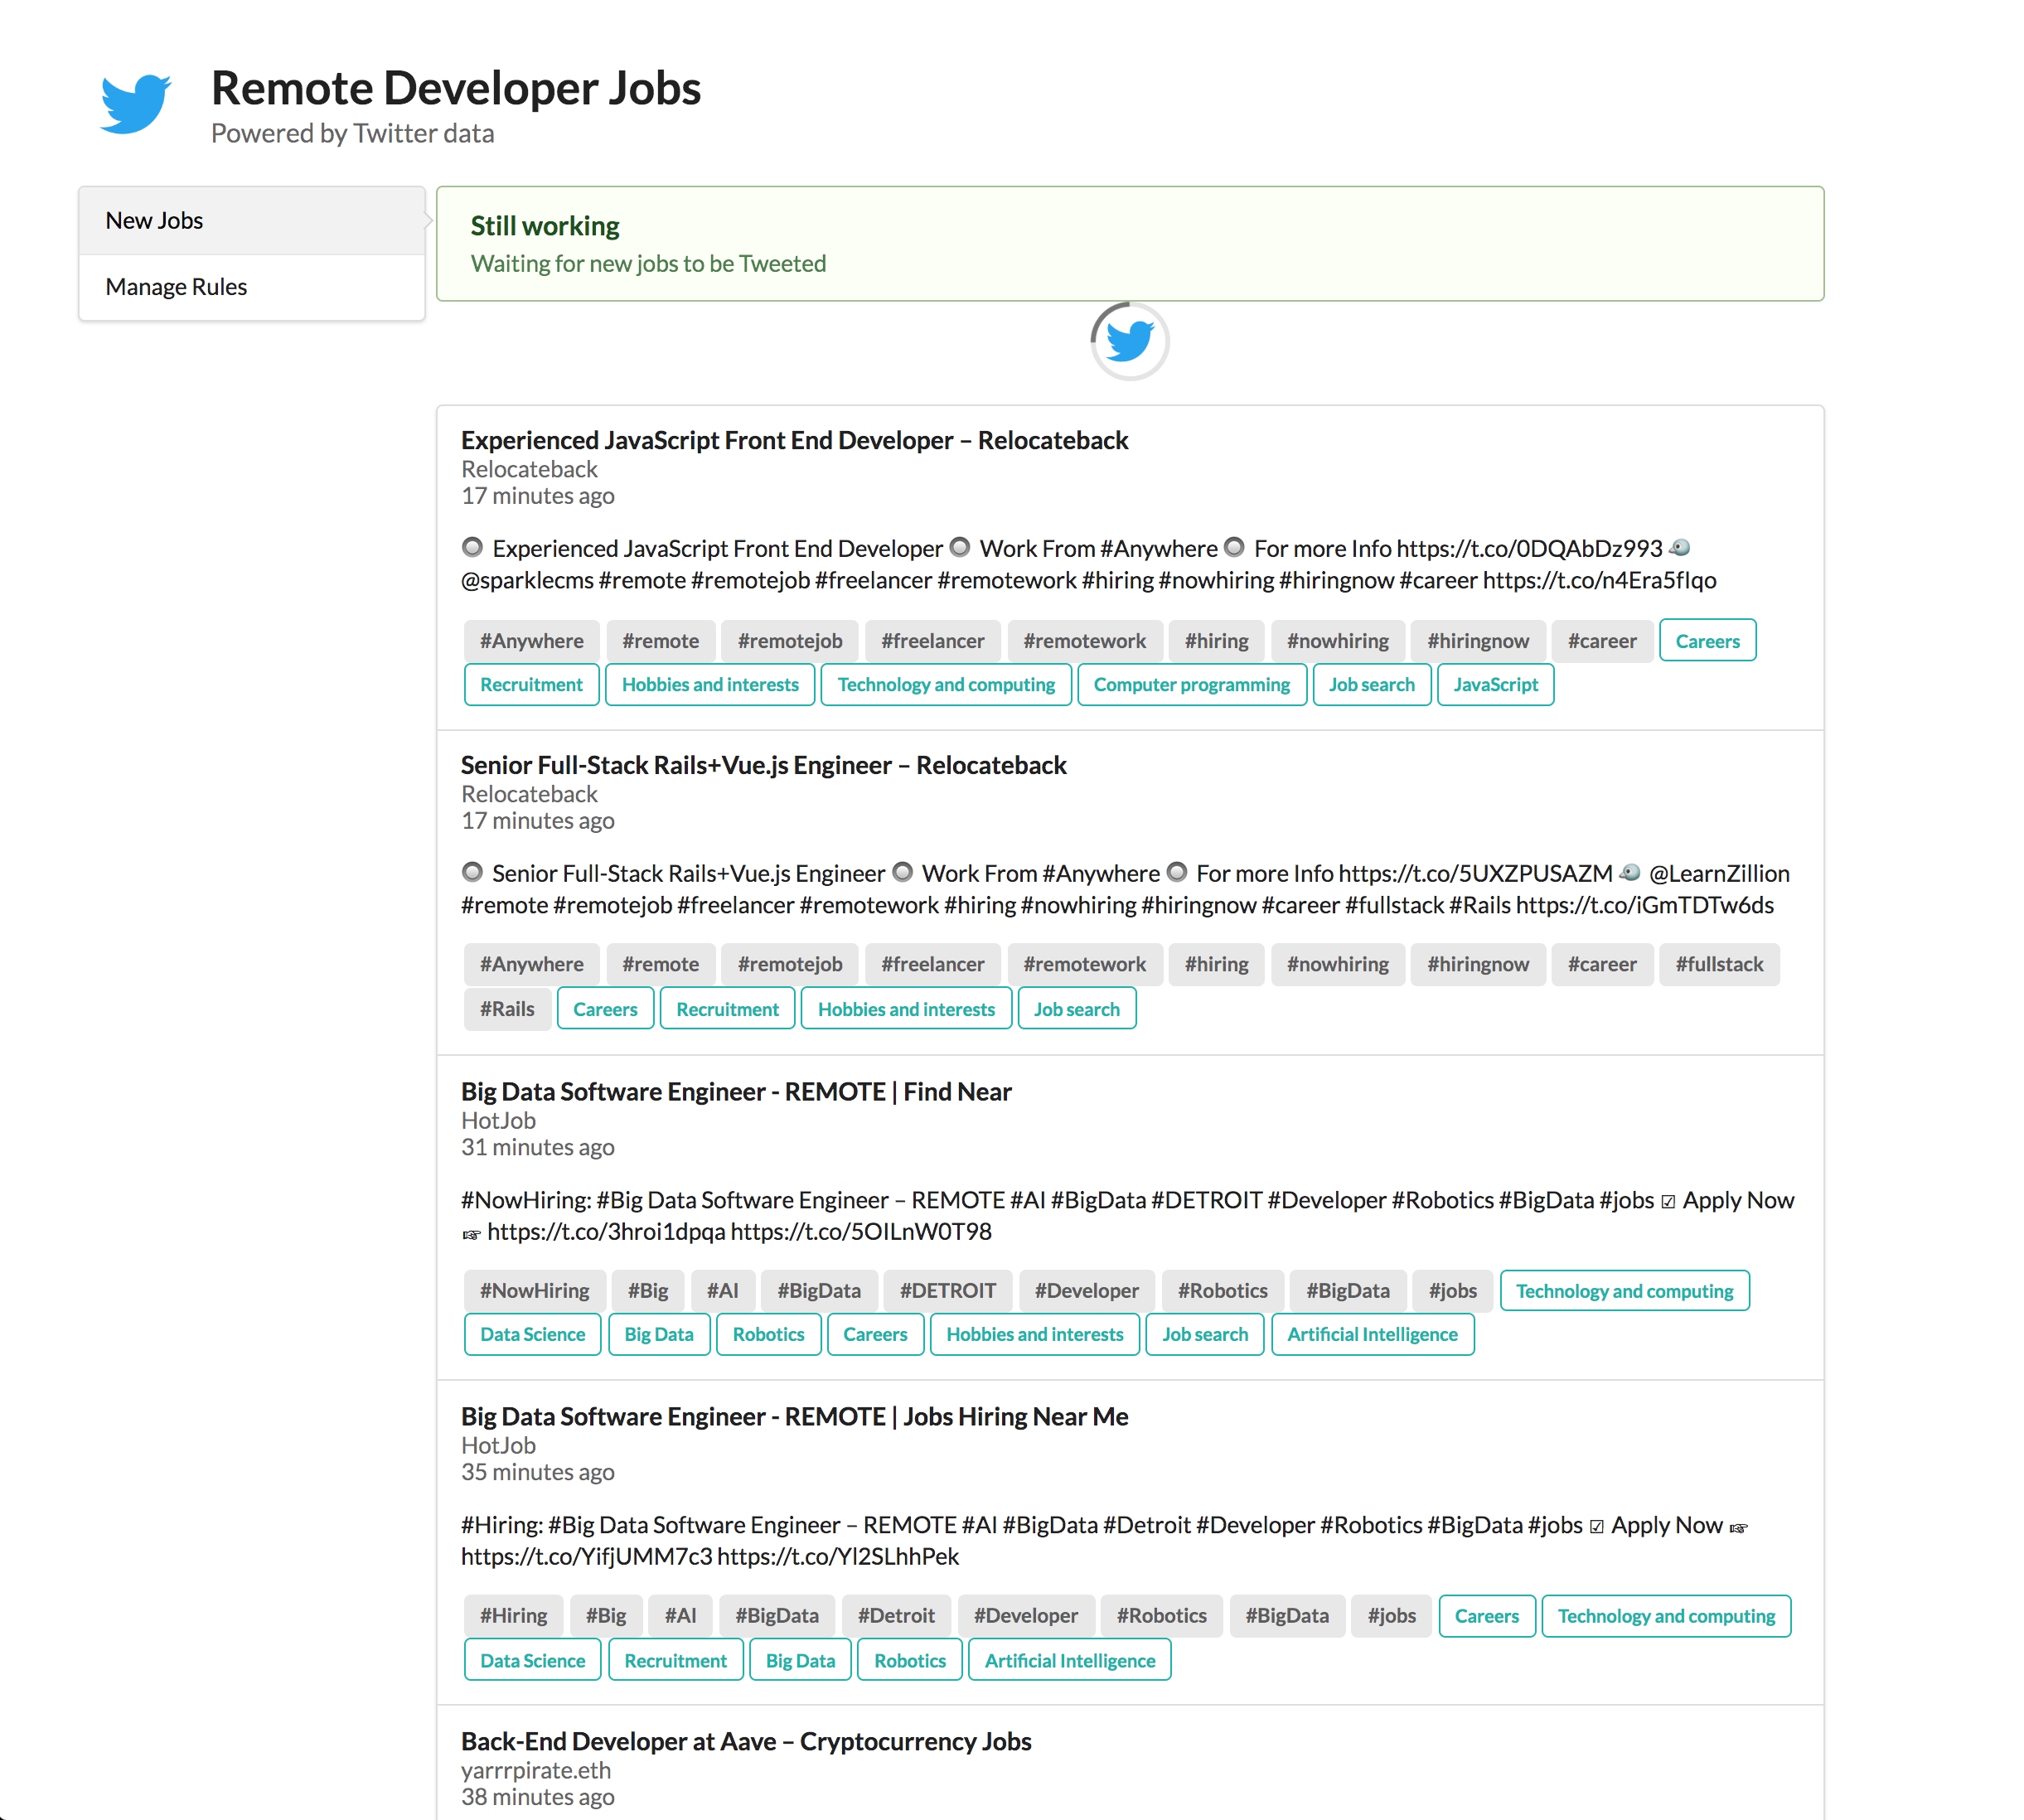 Remote Developer Jobs
Powered by Twitter data
New Jobs
Manage Rules
Still working
Waiting for new jobs to be Tweeted
Experienced JavaScript Front End Developer – Relocateback
Relocateback
17 minutes ago
🔘 Experienced JavaScript Front End Developer 🔘 Work From #Anywhere 🔘 For more Info https://t.co/0DQAbDz993
@sparklecms #remote #remotejob #freelancer #remotework #hiring #nowhiring #hiringnow #career https://t.co/n4Era5fIqo
#Anywhere #remote #remotejob #freelancer #remotework #hiring #nowhiring #hiringnow #career Careers
Recruitment Hobbies and interests Technology and computing Computer programming Job search JavaScript
Senior Full-Stack Rails+Vue.js Engineer – Relocateback
Relocateback
17 minutes ago
🔘 Senior Full-Stack Rails+Vue.js Engineer 🔘 Work From #Anywhere 🔘 For more Info https://t.co/5UXZPUSAZM @LearnZillion
#remote #remotejob #freelancer #remotework #hiring #nowhiring #hiringnow #career #fullstack #Rails https://t.co/iGmTDTw6ds
#Anywhere #remote #remotejob #freelancer #remotework #hiring #nowhiring #hiringnow #career #fullstack
#Rails Careers Recruitment Hobbies and interests Job search
Big Data Software Engineer - REMOTE | Find Near
HotJob
31 minutes ago
#NowHiring: #Big Data Software Engineer – REMOTE #AI #BigData #DETROIT #Developer #Robotics #BigData #jobs ☑ Apply Now
☞ https://t.co/3hroi1dpqa https://t.co/5OILnW0T98
#NowHiring #Big #AI #BigData #DETROIT #Developer #Robotics #BigData #jobs Technology and computing
Data Science Big Data Robotics Careers Hobbies and interests Job search Artificial Intelligence
Big Data Software Engineer - REMOTE | Jobs Hiring Near Me
HotJob
35 minutes ago
#Hiring: #Big Data Software Engineer – REMOTE #AI #BigData #Detroit #Developer #Robotics #BigData #jobs ☑ Apply Now ☞
https://t.co/YifjUMM7c3 https://t.co/Yl2SLhhPek
#Hiring #Big #AI #BigData #Detroit #Developer #Robotics #BigData #jobs Careers Technology and computing
Data Science Recruitment Big Data Robotics Artificial Intelligence
Back-End Developer at Aave – Cryptocurrency Jobs
yarrrpirate.eth
38 minutes ago